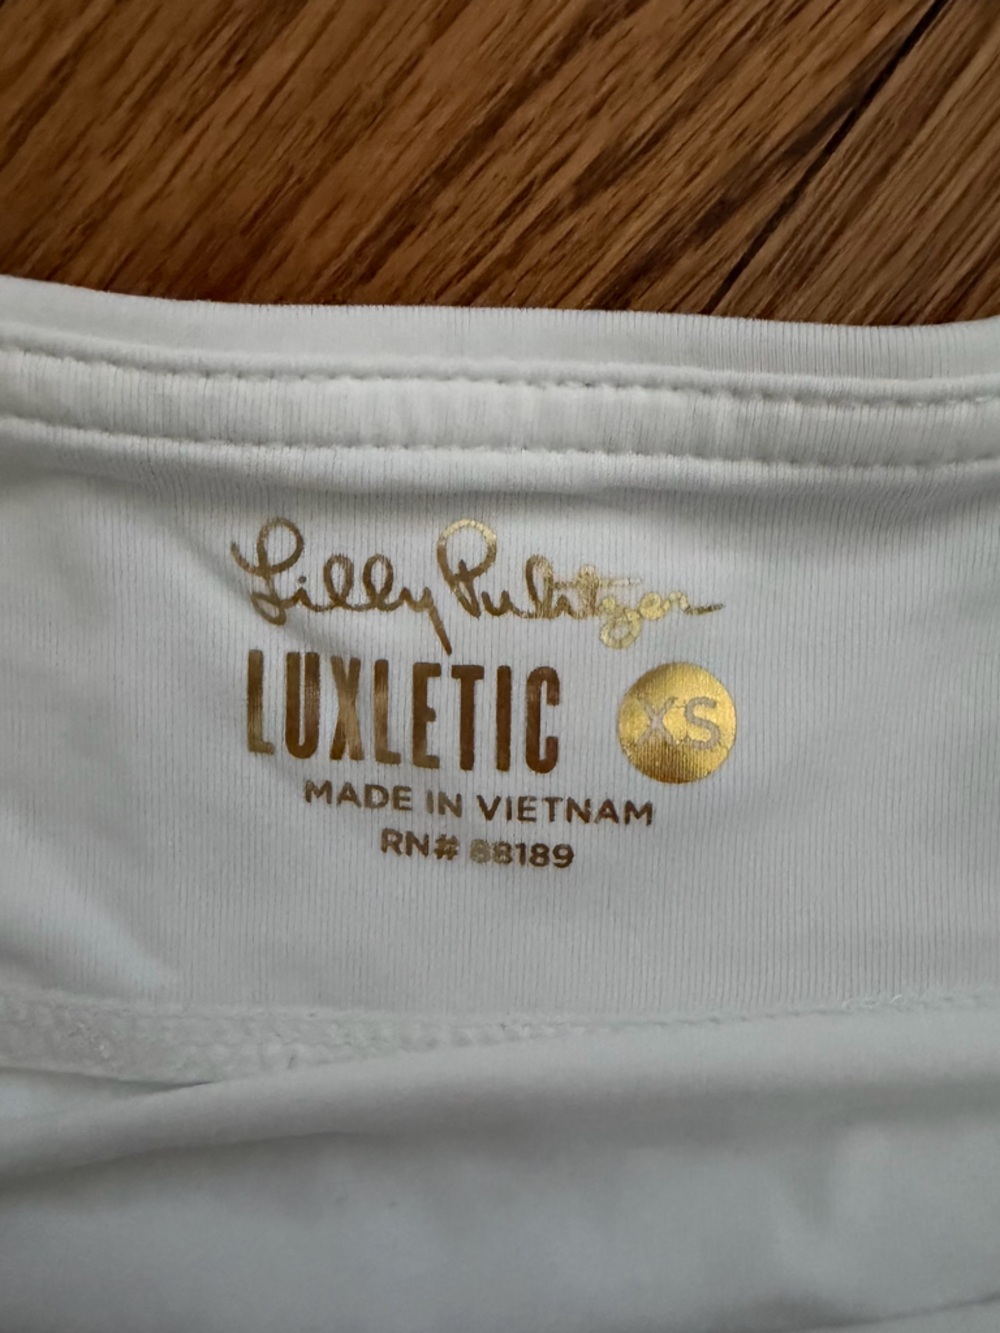 Lilly Pulitzer
LUXLETIC XS
MADE IN VIETNAM
RN# 88189